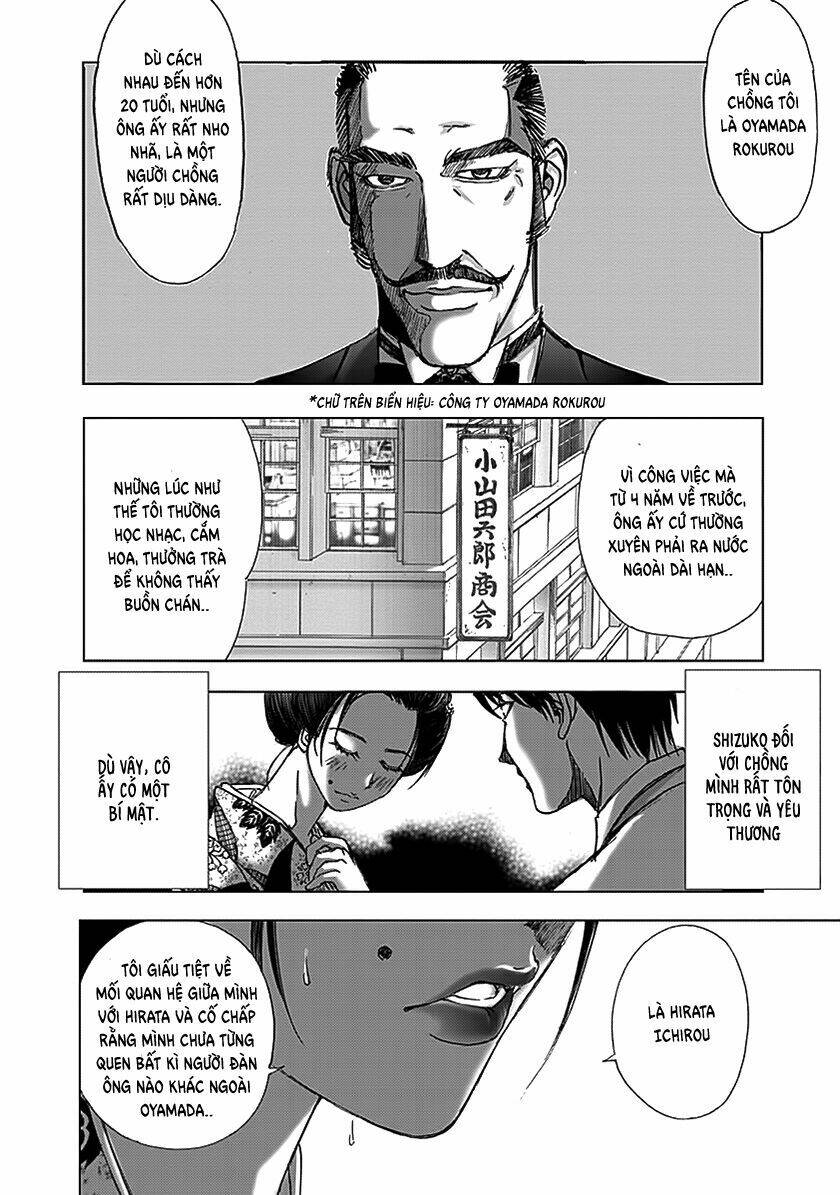 TÊN CỦA
CHỒNG TÔI
LÀ OYAMADA
ROKUROU
DÙ CÁCH
NHAU ĐẾN HƠN
20 TUỔI, NHƯNG
ÔNG ẤY RẤT NHO
NHÃ, LÀ MỘT
NGƯỜI CHỒNG
RẤT DỊU DÀNG.
*CHỮ TRÊN BIỂN HIỆU: CÔNG TY OYAMADA ROKUROU
VÌ CÔNG VIỆC MÀ
TỪ 4 NĂM VỀ TRƯỚC,
ÔNG ẤY CỨ THƯỜNG
XUYÊN PHẢI RA NƯỚC
NGOÀI DÀI HẠN..
小山田六郎商会
NHỮNG LÚC NHƯ
THẾ TÔI THƯỜNG
HỌC NHẠC, CẮM
HOA, THƯỞNG TRÀ
ĐỂ KHÔNG THẤY
BUỒN CHÁN..
SHIZUKO ĐỐI
VỚI CHỒNG
MÌNH RẤT TÔN
TRỌNG VÀ YÊU
THƯƠNG
DÙ VẬY, CÔ
ẤY CÓ MỘT
BÍ MẬT.
LÀ HIRATA
ICHIROU
TÔI GIẤU TIỆT VỀ
MỐI QUAN HỆ GIỮA MÌNH
VỚI HIRATA VÀ CỐ CHẤP
RẰNG MÌNH CHƯA TỪNG
QUEN BẤT KÌ NGƯỜI ĐÀN
ÔNG NÀO KHÁC NGOÀI
OYAMADA..